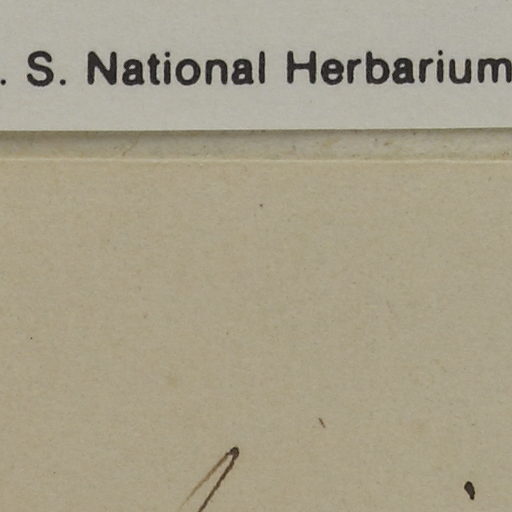 . S. National Herbarium